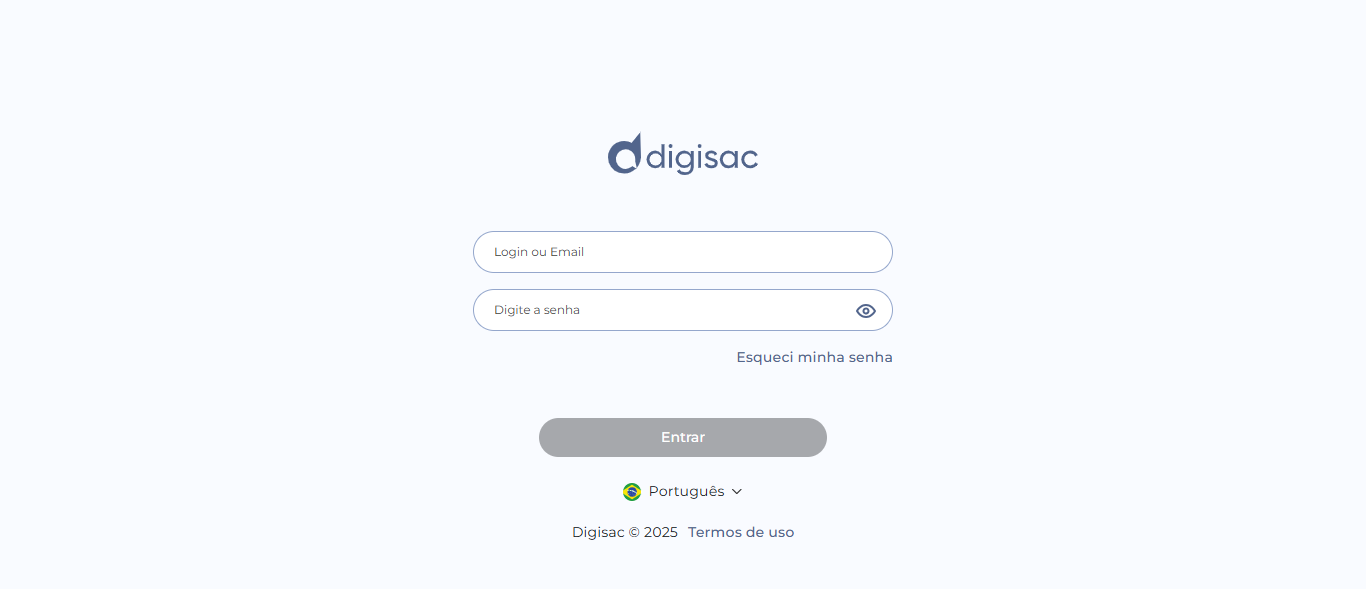 digisac
Login ou Email
Digite a senha
Esqueci minha senha
Entrar
Português
Digisac © 2025 Termos de uso